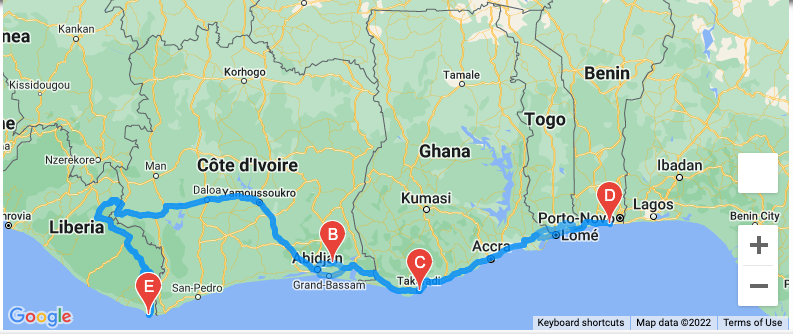 nea
Kankan
Kissidougou
ne
Nzerekore
nrovia
Liberia
Korhogo
Man
Côte d'Ivoire
Daloa
Yamoussoukro
B
Abidjan
Grand-Bassam
San-Pedro
E
Tamale
Ghana
Kumasi
C
Accra
Togo
Benin
D
Porto-Novo
Lomé
Ibadan
Lagos
Benin City
+
−
Google
Keyboard shortcuts
Map data ©2022
Terms of Use